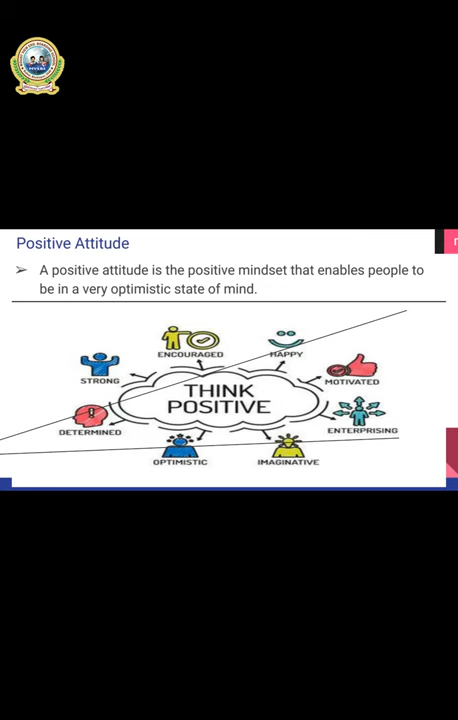 Positive Attitude
➢ A positive attitude is the positive mindset that enables people to
be in a very optimistic state of mind.
ENCOURAGED
HAPPY
STRONG
MOTIVATED
THINK
POSITIVE
DETERMINED
ENTERPRISING
OPTIMISTIC
IMAGINATIVE